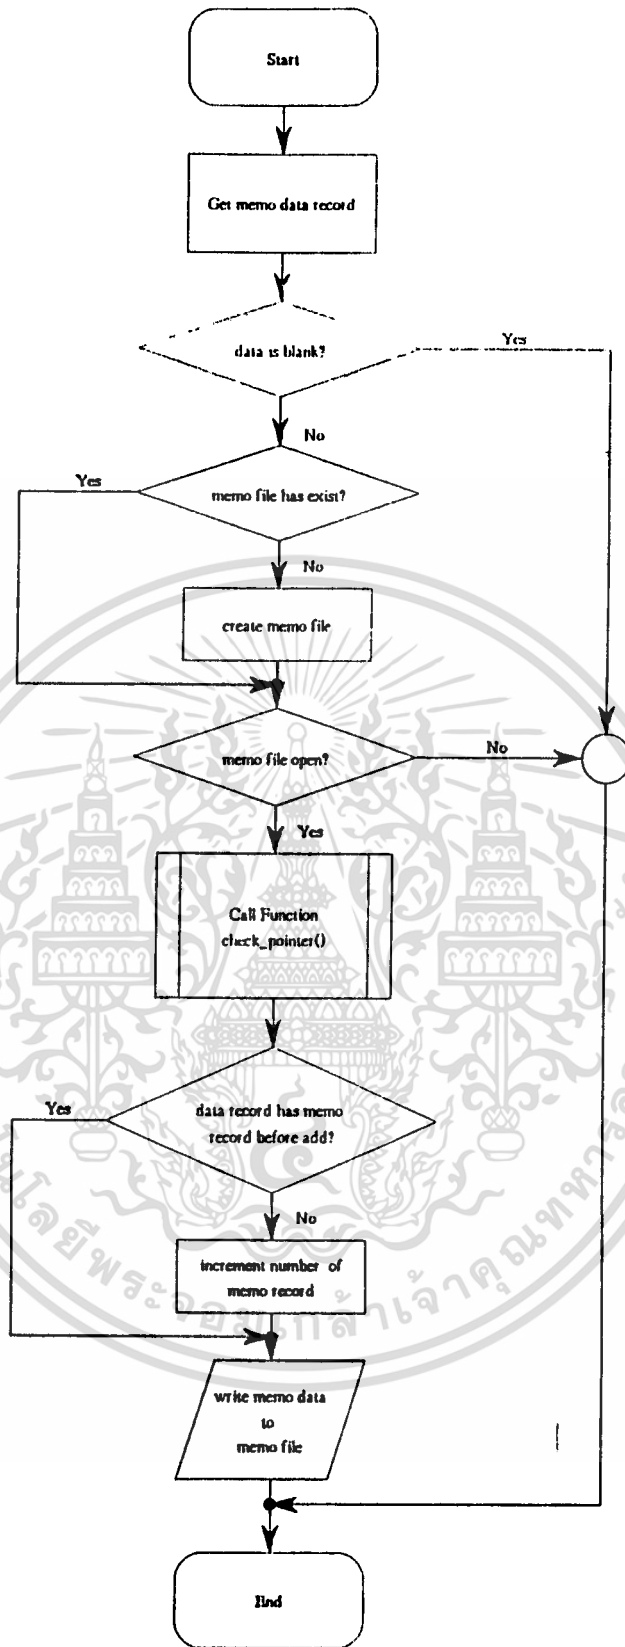 Start
Get memo data record
data is blank?
Yes
No
Yes
memo file has exist?
No
create memo file
memo file open?
No
Yes
Call Function
check_pointer()
Yes
data record has memo
record before add?
No
increment number of
memo record
write memo data
to
memo file
End